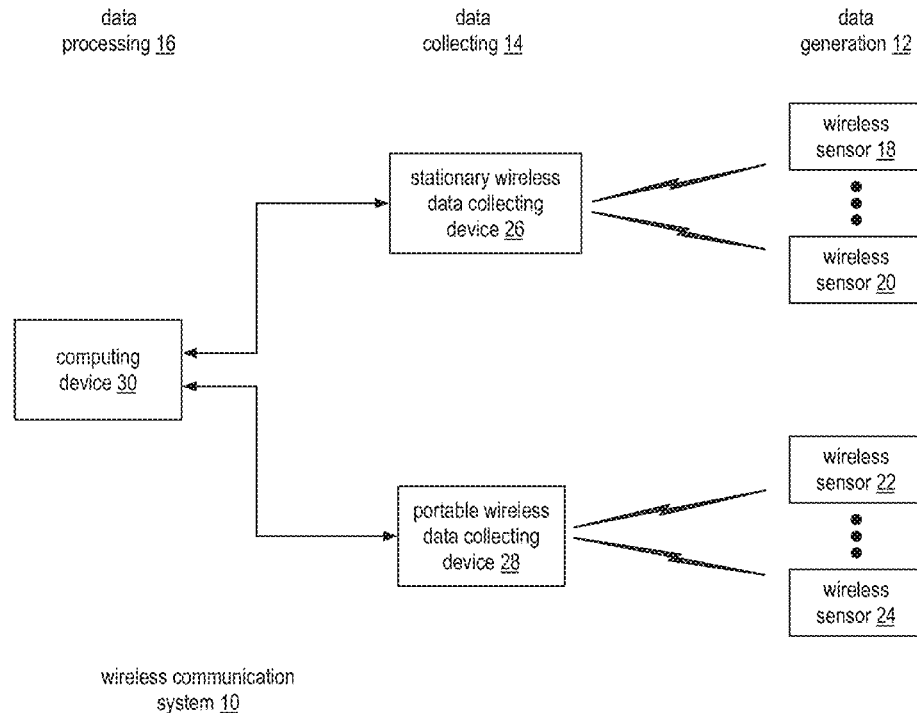 data
processing 16
data
collecting 14
data
generation 12
wireless
sensor 18
stationary wireless
data collecting
device 26
wireless
sensor 20
computing
device 30
wireless
sensor 22
portable wireless
data collecting
device 28
wireless
sensor 24
wireless communication
system 10